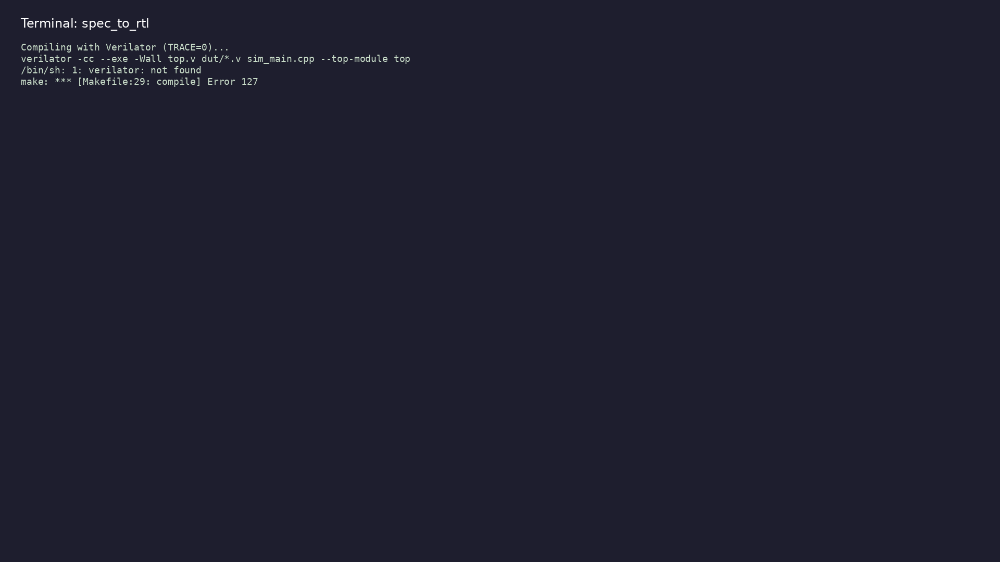 Terminal: spec_to_rtl
Compiling with Verilator (TRACE=0)...
verilator -cc --exe -Wall top.v dut/*.v sim_main.cpp --top-module top
/bin/sh: 1: verilator: not found
make: *** [Makefile:29: compile] Error 127